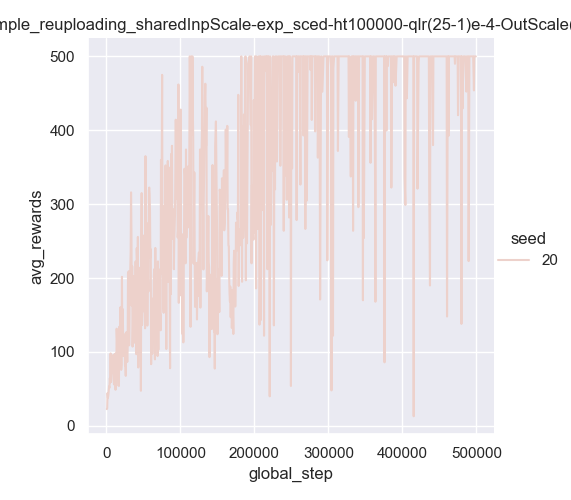 mple_reuploading_sharedInpScale-exp_sced-ht100000-qlr(25-1)e-4-OutScale(
500
400
300
200
100
0
avg_rewards
0 100000 200000 300000 400000 500000
global_step
seed
20